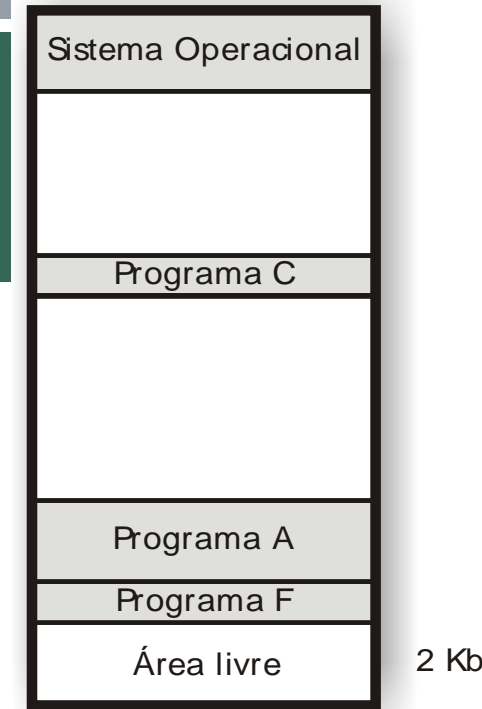 Sistema Operacional
Programa C
Programa A
Programa F
Área livre 2 Kb